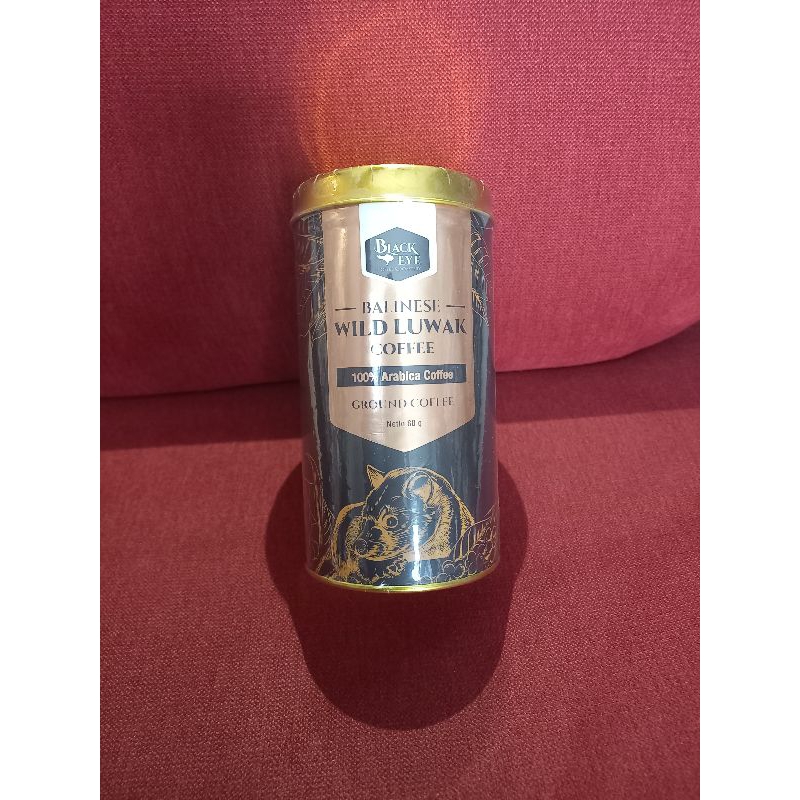 BLACK
EYE
BALINESE
WILD LUWAK
COFFEE
100% Arabica Coffee
GROUND COFFEE
Netto 60 g